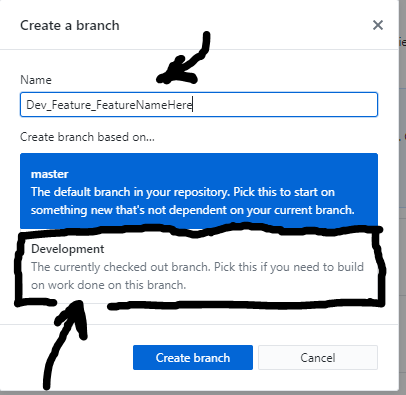 Create a branch
Name
Dev_Feature_FeatureNameHere
Create branch based on...
master
The default branch in your repository. Pick this to start on
something new that's not dependent on your current branch.
Development
The currently checked out branch. Pick this if you need to build
on work done on this branch.
Create branch
Cancel